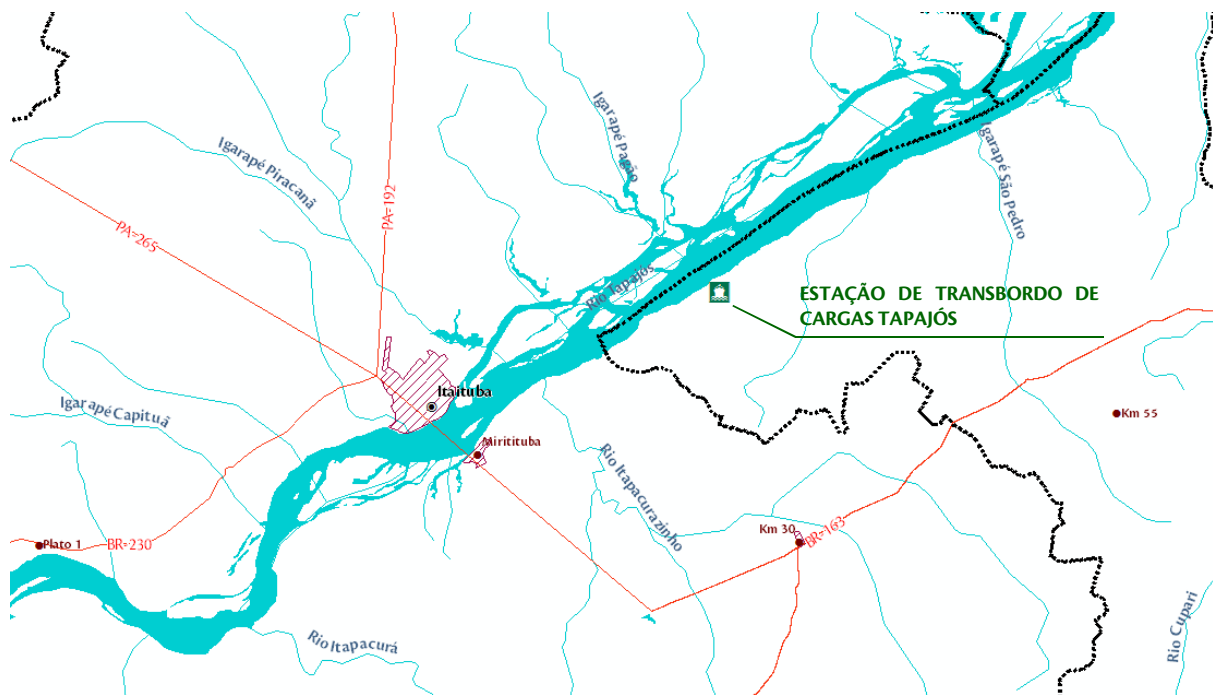 Igarapé Pagão
Igarapé Piracanã
Igarapé São Pedro
PA=192
PA=265
Rio Tapajós
ESTAÇÃO DE TRANSBORDO DE
CARGAS TAPAJÓS
Itaituba
Igarapé Capituã
Km 55
Miritituba
Rio Itapacurazinho
Km 30
BR=163
Plato 1
BR=230
Rio Cupari
Rio Itapacurá